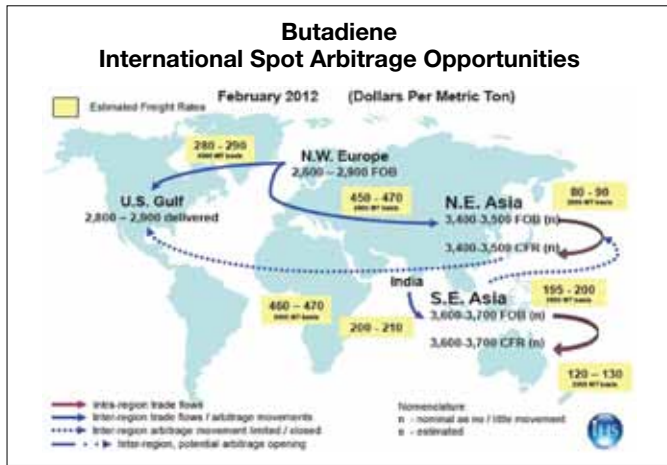 Butadiene
International Spot Arbitrage Opportunities
February 2012 (Dollars Per Metric Ton)
Estimated Freight Rates
280 - 290
N.W. Europe
2,600 – 2,900 FOB
U.S. Gulf
2,800 – 2,900 delivered
450 - 470
N.E. Asia
3,400-3,500 FOB (n)
3,400-3,500 CFR (n)
80 - 90
India
S.E. Asia
3,600-3,700 FOB (n)
3,600-3,700 CFR (n)
195 - 200
460 – 470
200 - 210
120 – 130
Intra-region trade flows
Inter-region trade flows / arbitrage movements
Inter-region arbitrage movement limited / closed
Inter-region, potential arbitrage opening
Nomenclature
n - nominal as no / little movement
- estimated
IHS